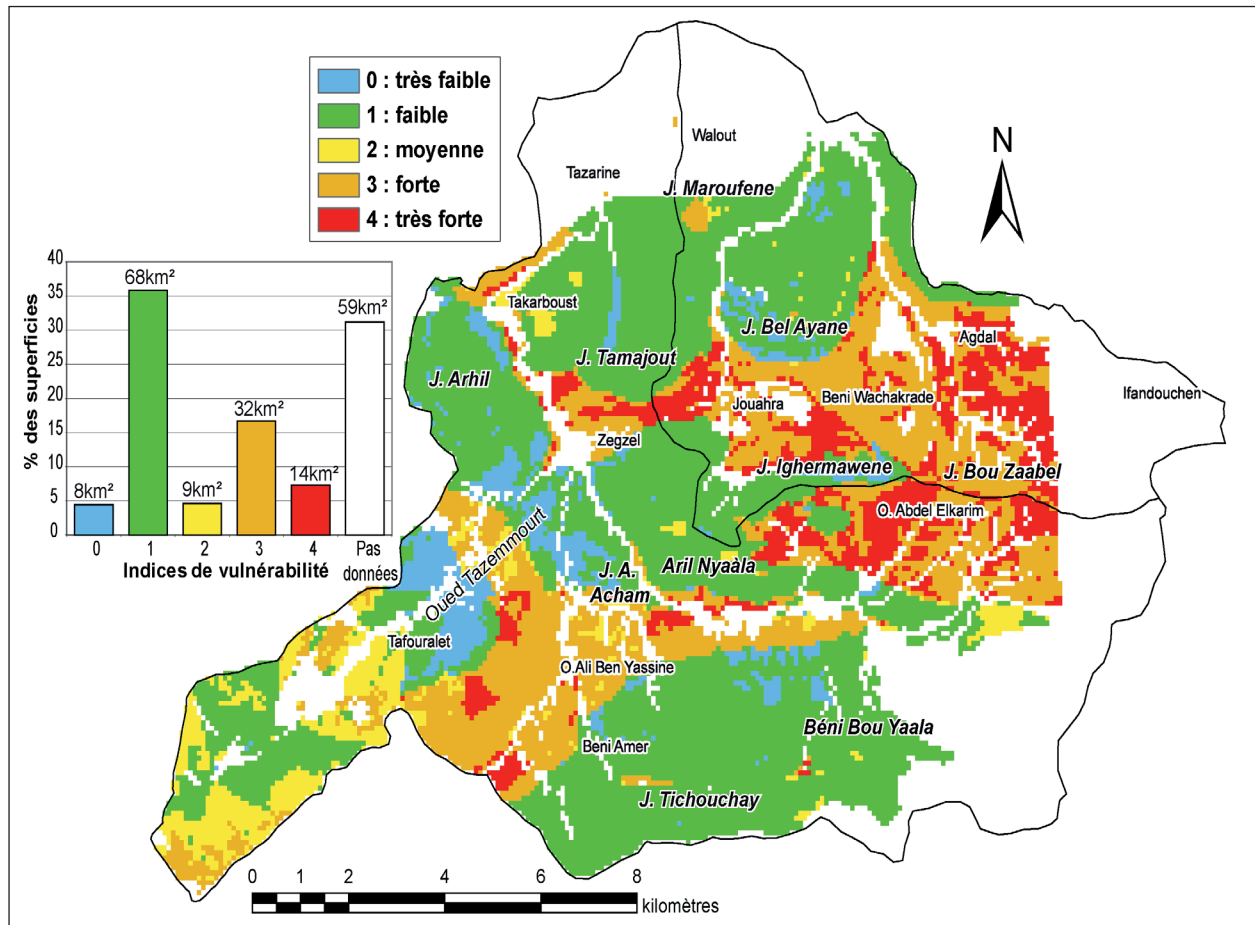 0 : très faible
1 : faible
2 : moyenne
3 : forte
4 : très forte
N
Walout
Tazarine
J. Maroufene
Takarboust
J. Bel Ayane
Agdal
J. Tamajout
J. Arhil
Ifandouchen
Jouahra
Beni Wachakrade
Zegzel
J. Ighermawene
J. Bou Zaabel
O. Abdel Elkarim
Oued Tazemmourt
Aril Nyaàla
J. A.
Acham
Tafouralet
O.Ali Ben Yassine
Béni Bou Yaala
Beni Amer
J. Tichouchay
% des superficies
40
35
30
25
20
15
10
5
0
8km²
68km²
9km²
32km²
14km²
59km²
0 1 2 3 4 Pas
données
Indices de vulnérabilité
0 1 2 4 6 8
kilomètres